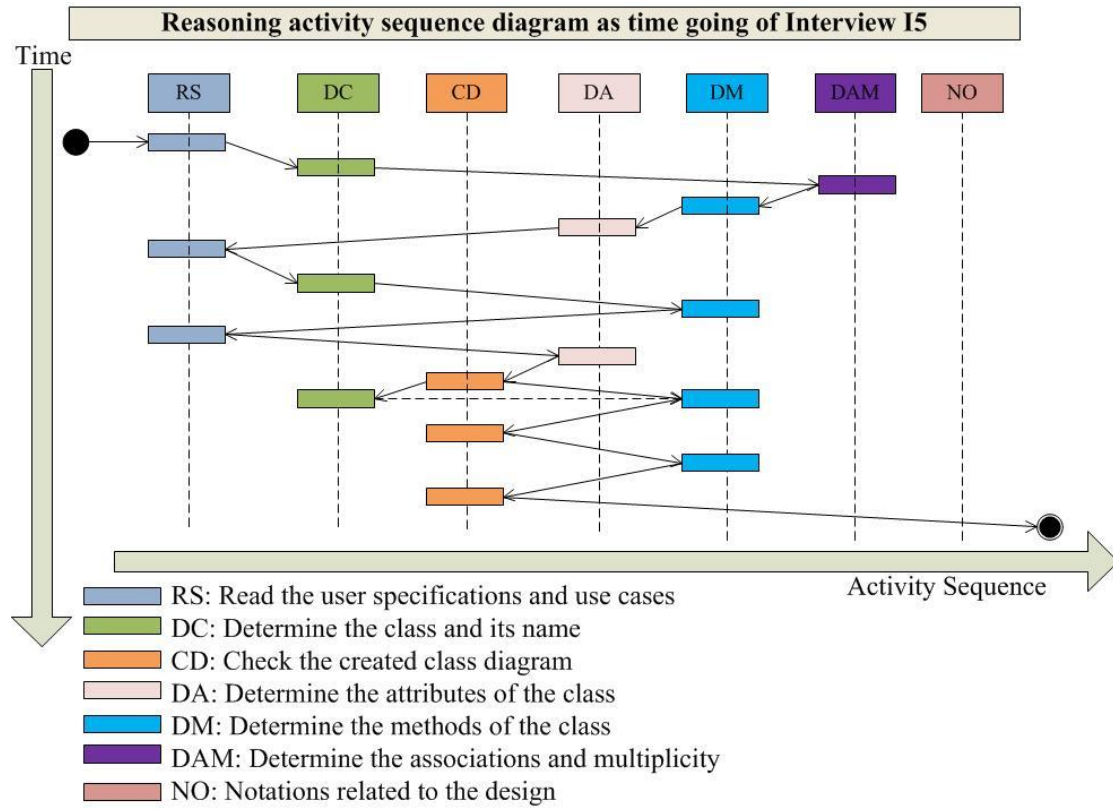 Reasoning activity sequence diagram as time going of Interview I5
Time
RS DC CD DA DM DAM NO
Activity Sequence
RS: Read the user specifications and use cases
DC: Determine the class and its name
CD: Check the created class diagram
DA: Determine the attributes of the class
DM: Determine the methods of the class
DAM: Determine the associations and multiplicity
NO: Notations related to the design